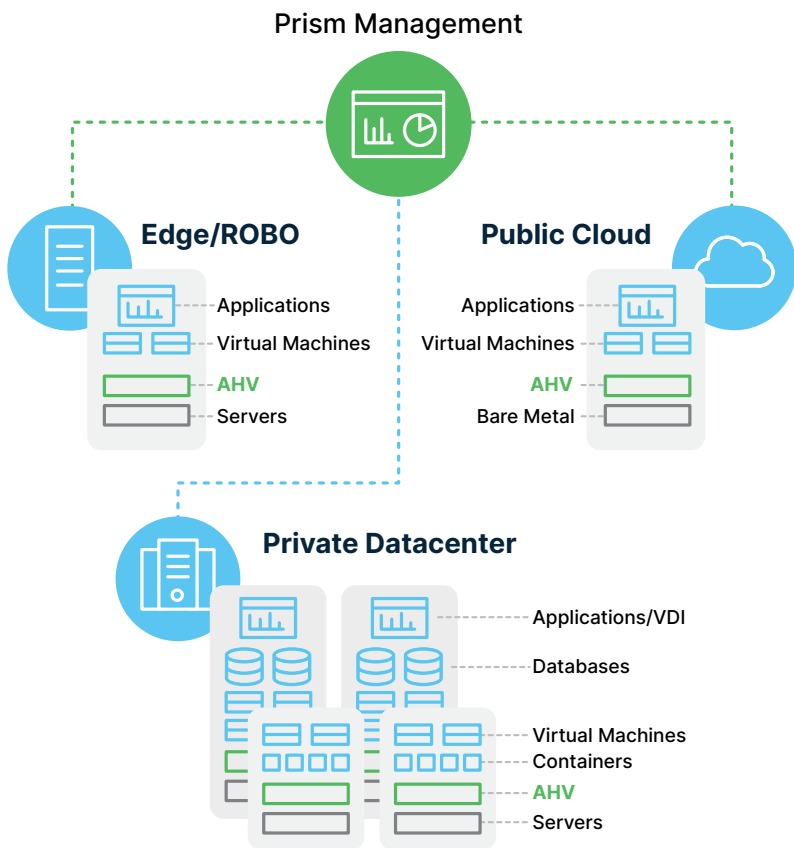 Prism Management
Edge/ROBO
Applications
Virtual Machines
AHV
Servers
Public Cloud
Applications
Virtual Machines
AHV
Bare Metal
Private Datacenter
Applications/VDI
Databases
Virtual Machines
Containers
AHV
Servers